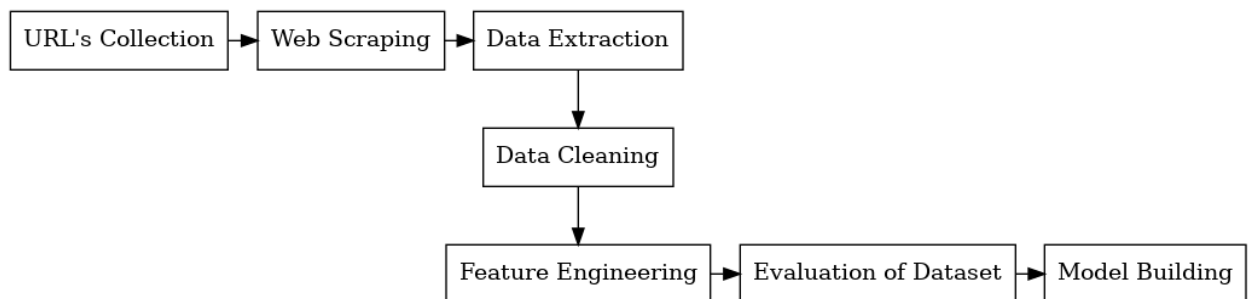 URL's Collection
Web Scraping
Data Extraction
Data Cleaning
Feature Engineering
Evaluation of Dataset
Model Building